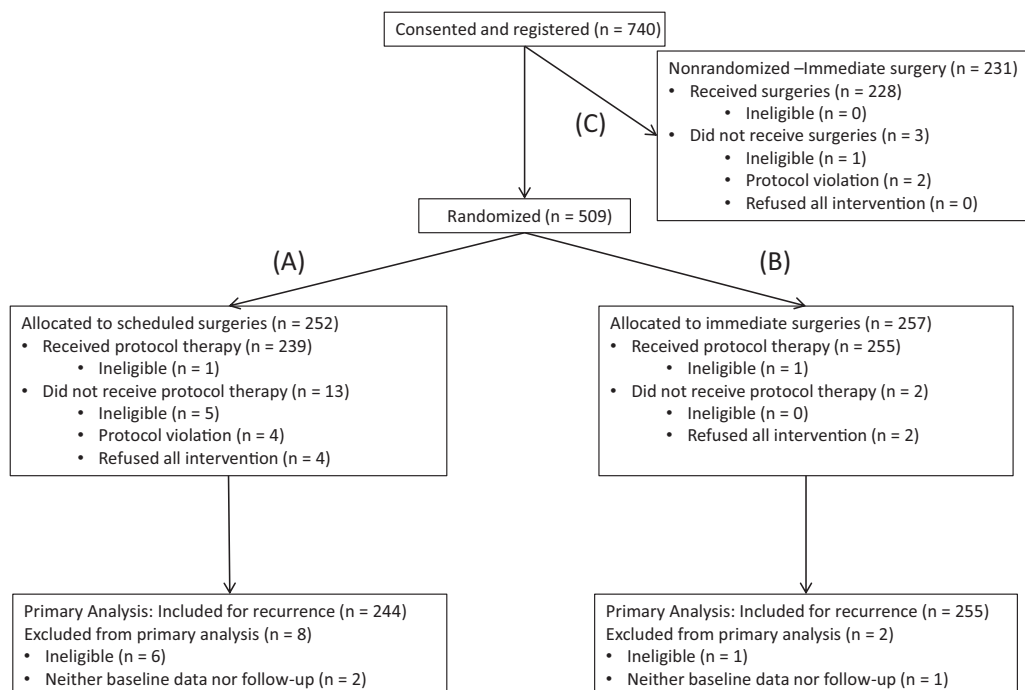 Consented and registered (n = 740)
Nonrandomized –Immediate surgery (n = 231)
• Received surgeries (n = 228)
• Ineligible (n = 0)
• Did not receive surgeries (n = 3)
• Ineligible (n = 1)
• Protocol violation (n = 2)
• Refused all intervention (n = 0)
(C)
Randomized (n = 509)
(A)
(B)
Allocated to scheduled surgeries (n = 252)
• Received protocol therapy (n = 239)
• Ineligible (n = 1)
• Did not receive protocol therapy (n = 13)
• Ineligible (n = 5)
• Protocol violation (n = 4)
• Refused all intervention (n = 4)
Allocated to immediate surgeries (n = 257)
• Received protocol therapy (n = 255)
• Ineligible (n = 1)
• Did not receive protocol therapy (n = 2)
• Ineligible (n = 0)
• Refused all intervention (n = 2)
Primary Analysis: Included for recurrence (n = 244)
Excluded from primary analysis (n = 8)
• Ineligible (n = 6)
• Neither baseline data nor follow-up (n = 2)
Primary Analysis: Included for recurrence (n = 255)
Excluded from primary analysis (n = 2)
• Ineligible (n = 1)
• Neither baseline data nor follow-up (n = 1)